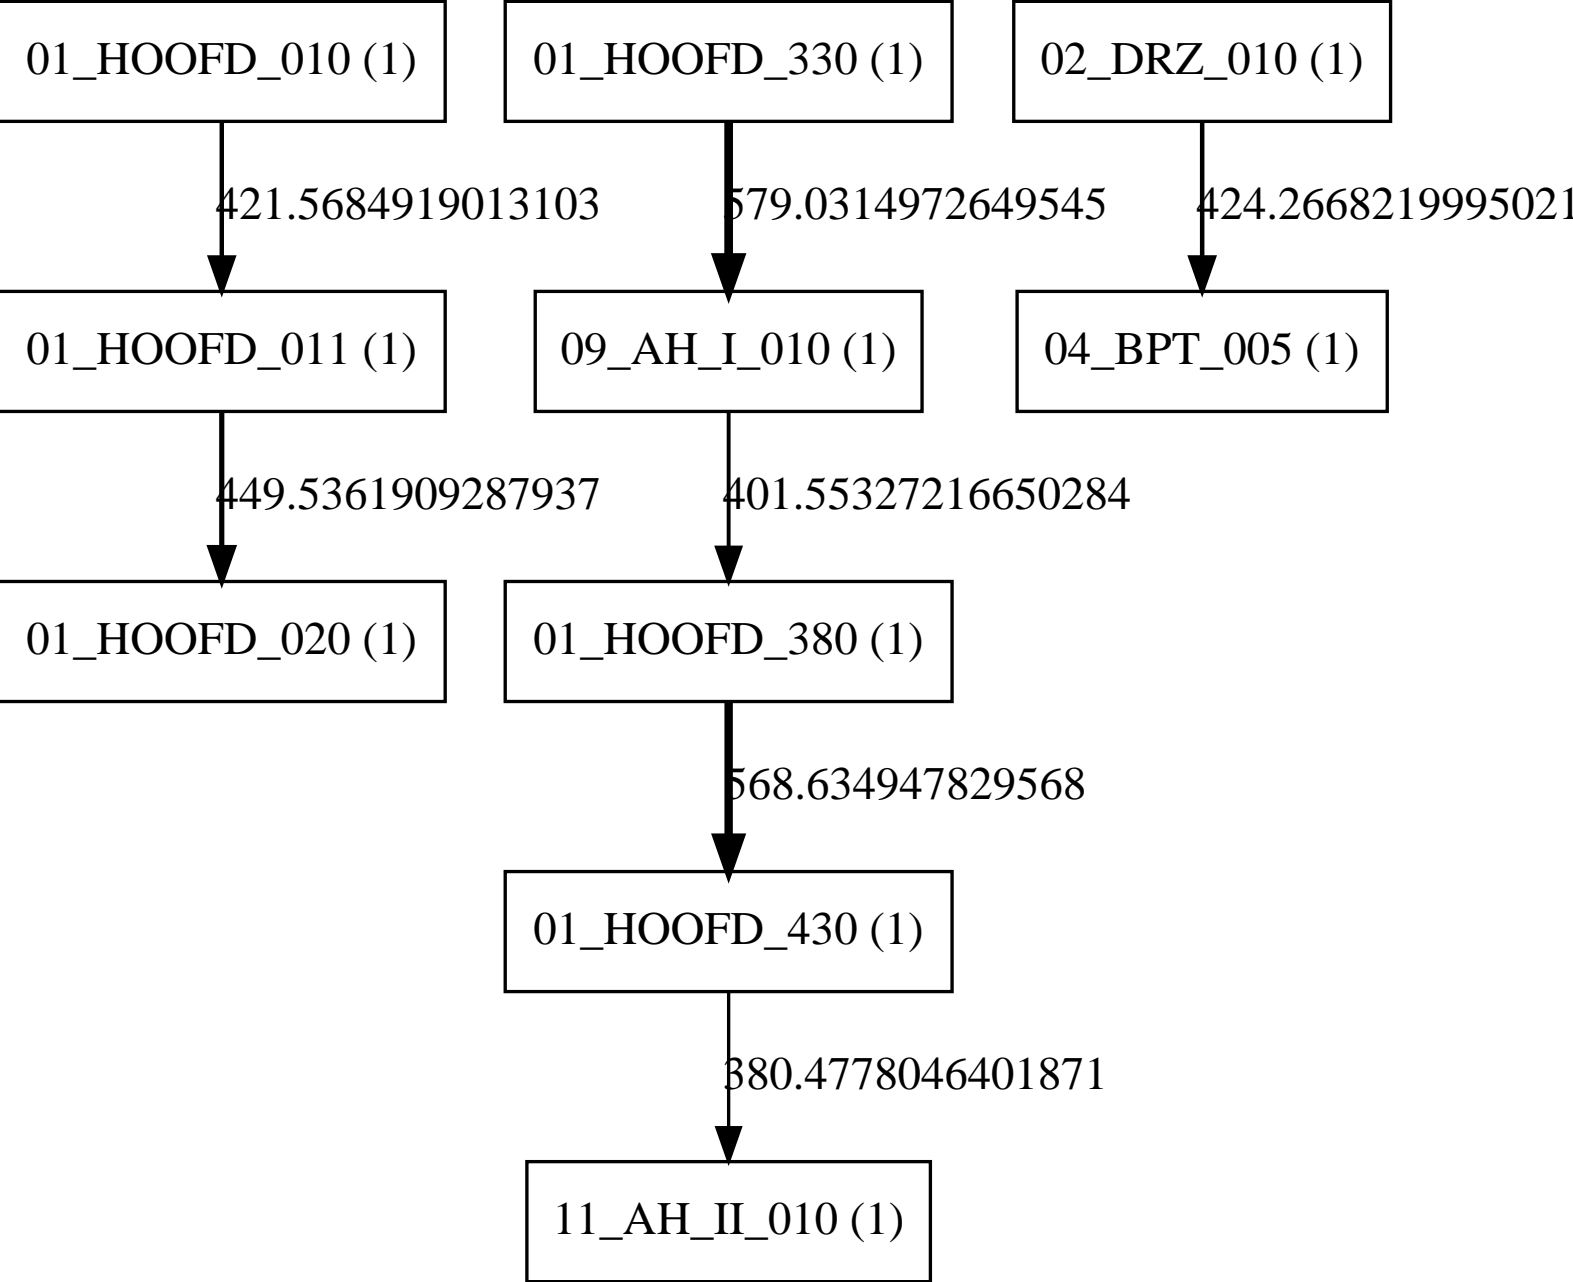 01_HOOFD_010 (1)
01_HOOFD_330 (1)
02_DRZ_010 (1)
421.5684919013103
579.0314972649545
424.2668219995021
01_HOOFD_011 (1)
09_AH_I_010 (1)
04_BPT_005 (1)
449.5361909287937
401.55327216650284
01_HOOFD_020 (1)
01_HOOFD_380 (1)
568.634947829568
01_HOOFD_430 (1)
380.4778046401871
11_AH_II_010 (1)